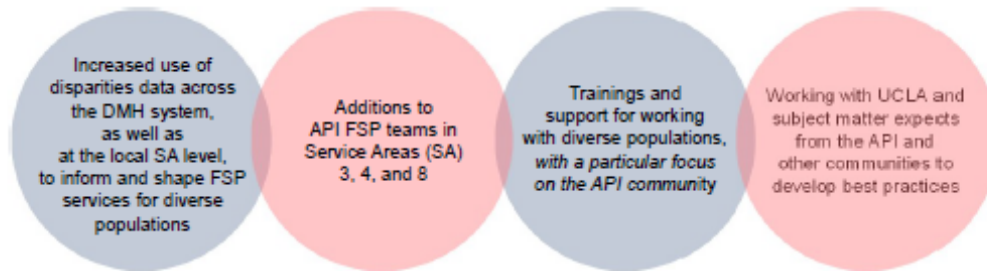 Increased use of
disparities data across
the DMH system,
as well as
at the local SA level,
to inform and shape FSP
services for diverse
populations
Additions to
API FSP teams in
Service Areas (SA)
3, 4, and 8
Trainings and
support for working
with diverse populations,
with a particular focus
on the API community
Working with UCLA and
subject matter expects
from the API and
other communities to
develop best practices